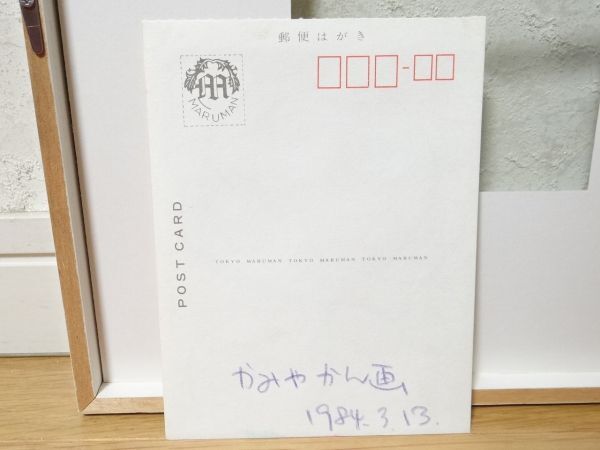 郵便はがき
m
MARUMAN
POST CARD
TOKYO MARUMAN TOKYO MARUMAN TOKYO MARUMAN
かみやかん画
1984.3.13.